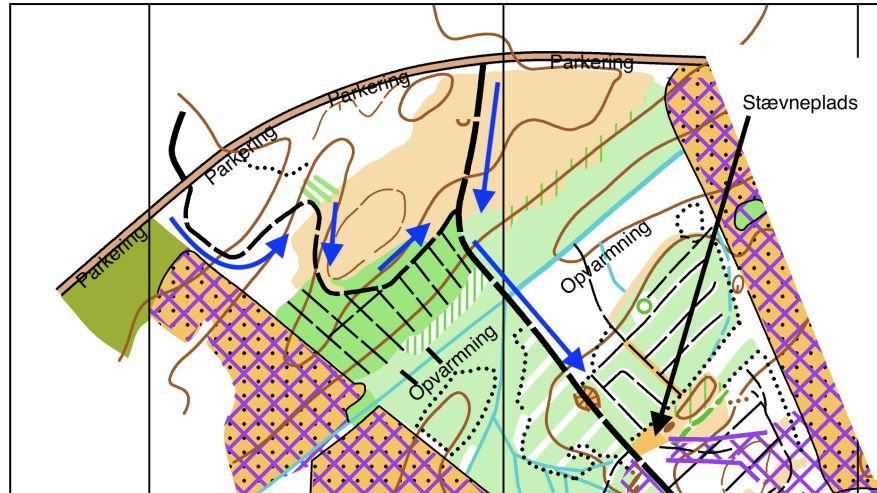 Parkering
Parkering
Stævneplads
Parkering
Parkering
Opvarmning
Opvarmning